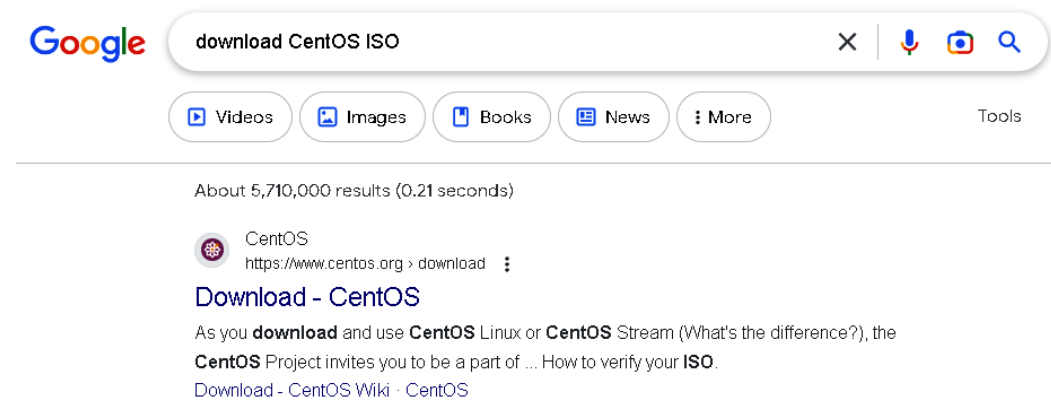 Google download CentOS ISO
Videos Images Books News More Tools
About 5,710,000 results (0.21 seconds)
CentOS
https://www.centos.org › download
Download - CentOS
As you download and use CentOS Linux or CentOS Stream (What's the difference?), the
CentOS Project invites you to be a part of ... How to verify your ISO.
Download - CentOS Wiki · CentOS